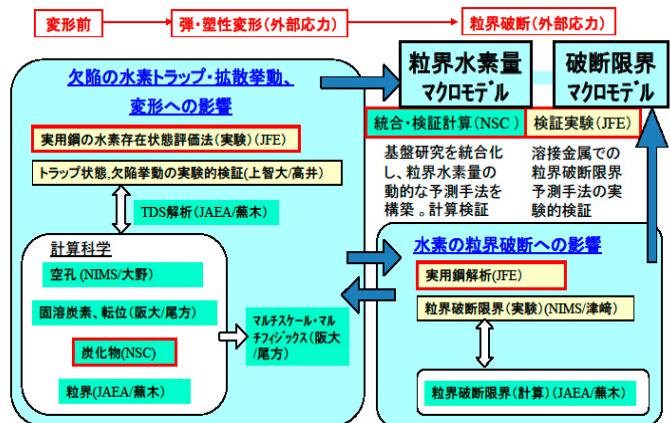 変形前
弾・塑性変形(外部応力)
粒界破断(外部応力)
欠陥の水素トラップ・拡散挙動、
変形への影響
実用鋼の水素存在状態評価法(実験)(JFE)
トラップ状態,欠陥挙動の実験的検証(上智大/高井)
TDS解析(JAEA/蕪木)
計算科学
空孔(NIMS/大野)
固溶炭素、転位(阪大/尾方)
炭化物(NSC)
粒界(JAEA/蕪木)
マルチスケール・マル
チフィジックス(阪大
/尾方)
粒界水素量
マクロモデル
破断限界
マクロモデル
統合・検証計算(NSC)
検証実験(JFE)
基盤研究を統合化
し、粒界水素量の
動的な予測手法を
構築。計算検証
溶接金属での
粒界破断限界
予測手法の実
験的検証
水素の粒界破断への影響
実用鋼解析(JFE)
粒界破断限界(実験)(NIMS/津﨑)
粒界破断限界(計算)(JAEA/蕪木)